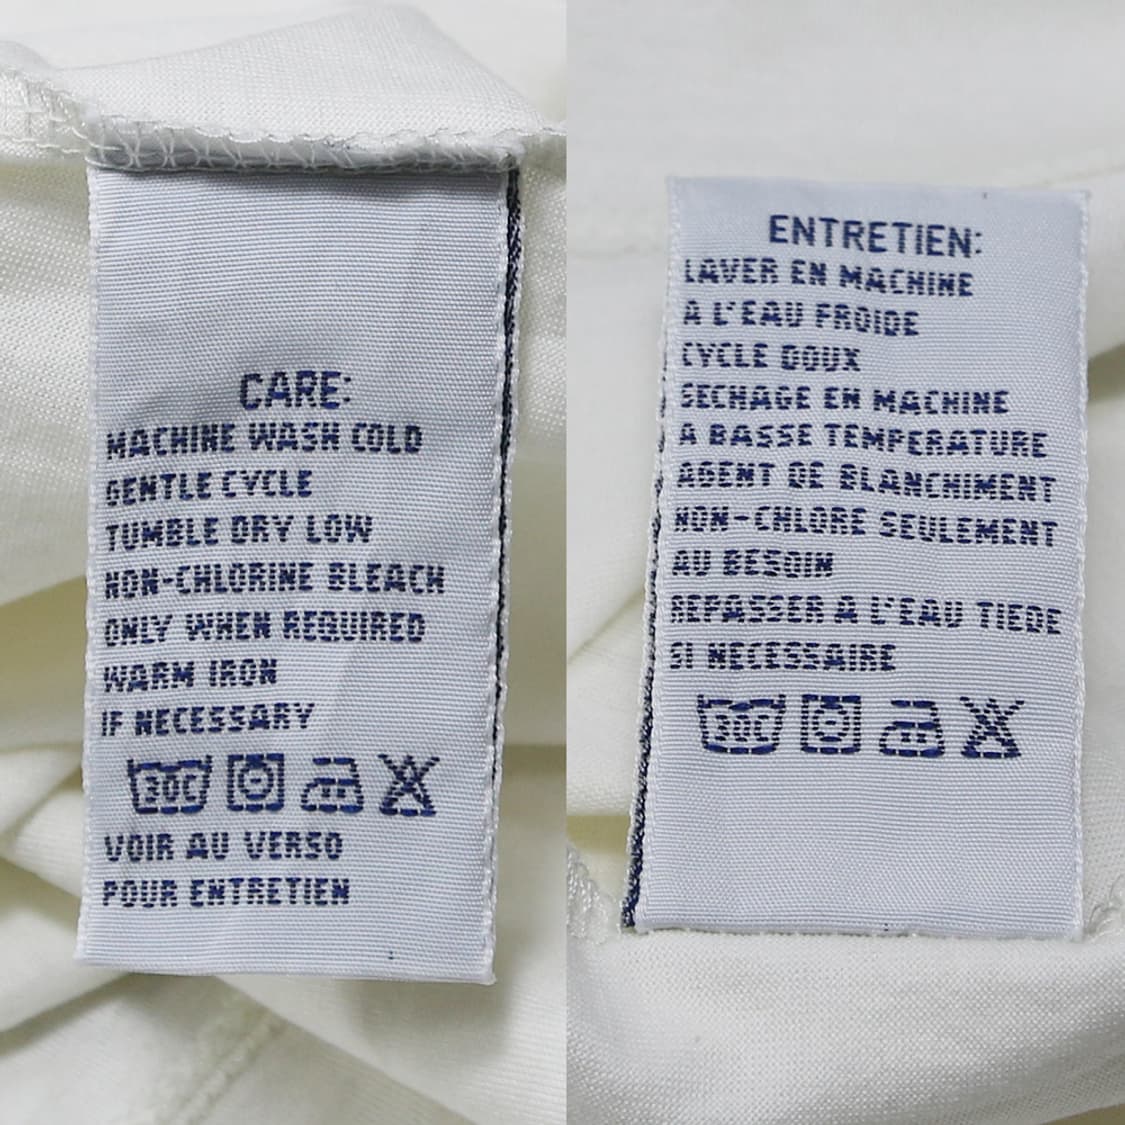 CARE:
MACHINE WASH COLD
GENTLE CYCLE
TUMBLE DRY LOW
NON-CHLORINE BLEACH
ONLY WHEN REQUIRED
WARM IRON
IF NECESSARY
30C
VOIR AU VERSO
POUR ENTRETIEN
ENTRETIEN:
LAVER EN MACHINE
A L'EAU FROIDE
CYCLE DOUX
SECHAGE EN MACHINE
A BASSE TEMPERATURE
AGENT DE BLANCHIMENT
NON-CHLORE SEULEMENT
AU BESOIN
REPASSER A L'EAU TIEDE
SI NECESSAIRE
30C